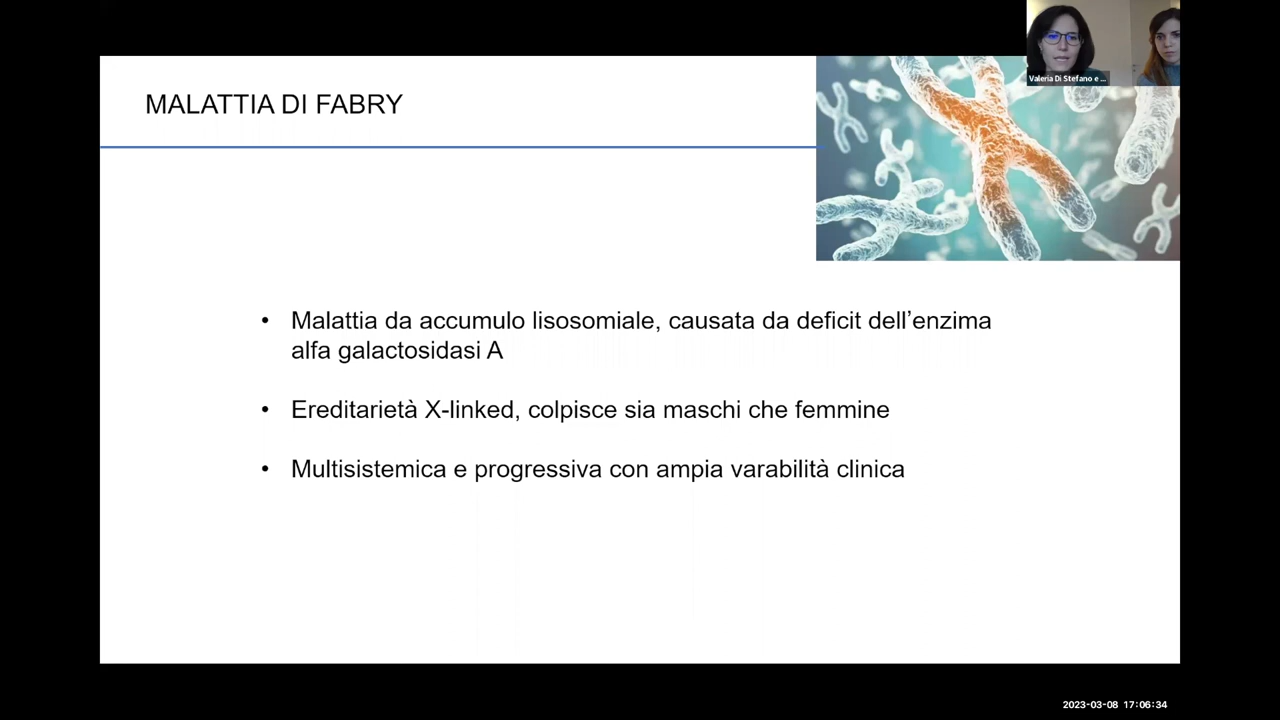 Valeria Di Stefano e ...
MALATTIA DI FABRY
• Malattia da accumulo lisosomiale, causata da deficit dell’enzima
alfa galactosidasi A
• Ereditarietà X-linked, colpisce sia maschi che femmine
• Multisistemica e progressiva con ampia varabilità clinica
2023-03-08 17:06:34